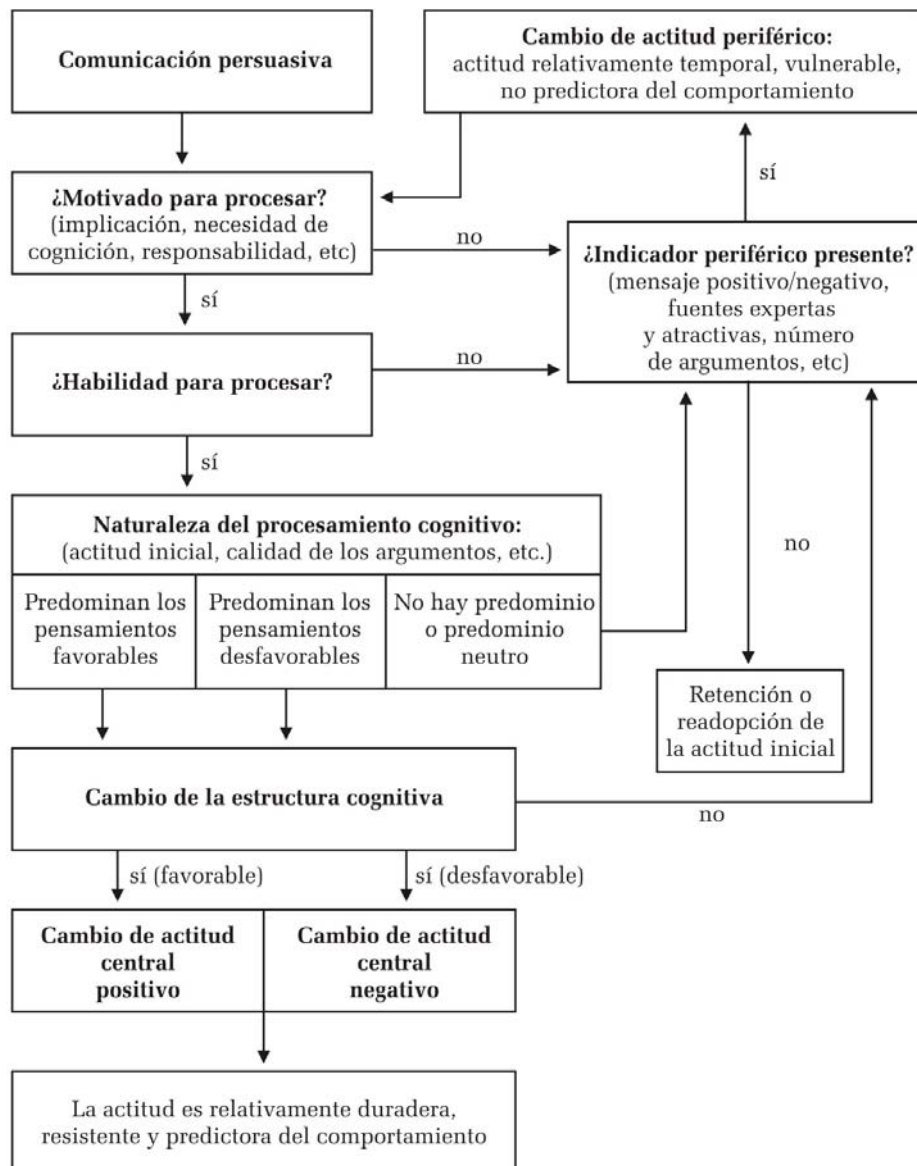 Comunicación persuasiva
Cambio de actitud periférico:
actitud relativamente temporal, vulnerable,
no predictora del comportamiento
¿Motivado para procesar?
(implicación, necesidad de
cognición, responsabilidad, etc)
no
sí
¿Indicador periférico presente?
(mensaje positivo/negativo,
fuentes expertas
y atractivas, número
de argumentos, etc)
sí
¿Habilidad para procesar?
no
sí
Naturaleza del procesamiento cognitivo:
(actitud inicial, calidad de los argumentos, etc.)
Predominan los
pensamientos
favorables
Predominan los
pensamientos
desfavorables
No hay predominio
o predominio
neutro
no
Retención o
readopción de
la actitud inicial
Cambio de la estructura cognitiva
no
sí (favorable)
sí (desfavorable)
Cambio de actitud
central
positivo
Cambio de actitud
central
negativo
La actitud es relativamente duradera,
resistente y predictora del comportamiento